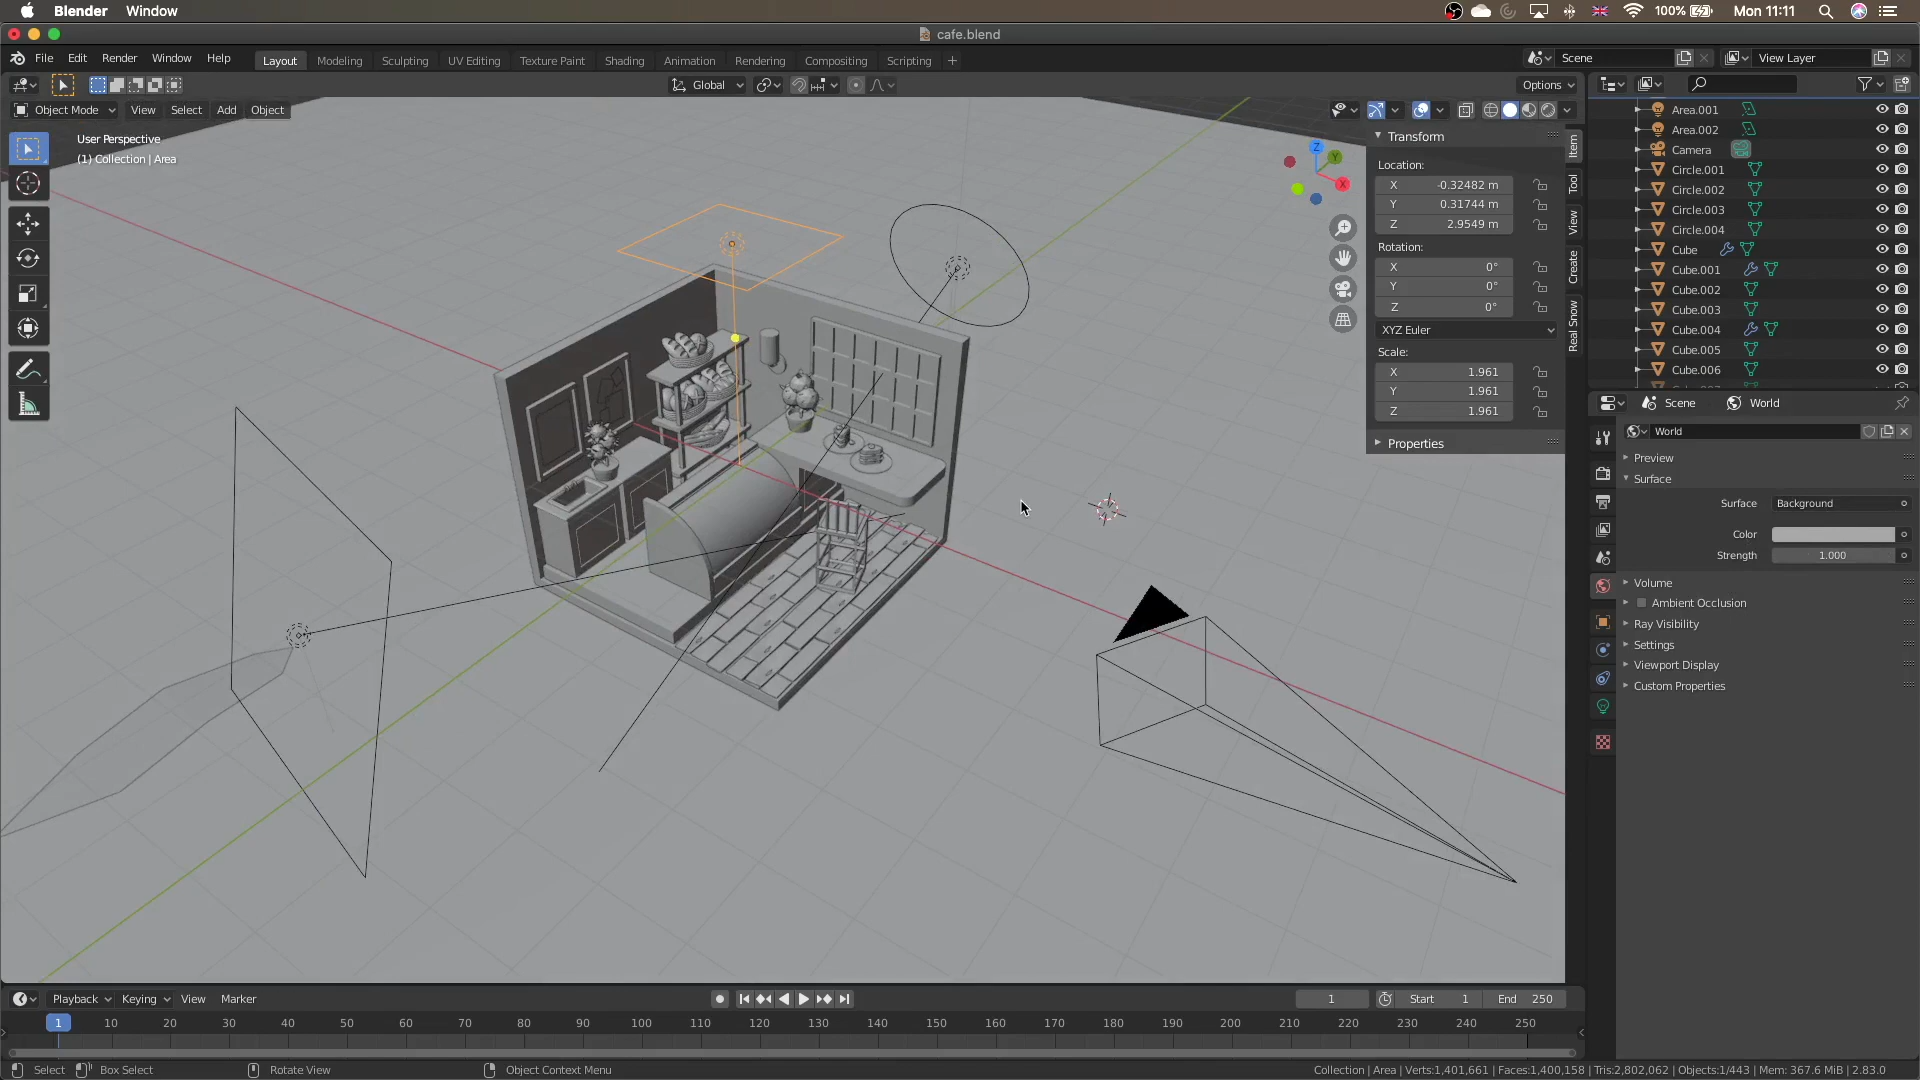 Blender Window 100% Mon 11:11
cafe.blend
File Edit Render Window Help Layout Modeling Sculpting UV Editing Texture Paint Shading Animation Rendering Compositing Scripting + Scene View Layer
Global Options
Object Mode View Select Add Object
User Perspective
(1) Collection | Area
Z
Y
X
Transform
Location:
X -0.32482 m
Y 0.31744 m
Z 2.9549 m
Rotation:
X 0°
Y 0°
Z 0°
XYZ Euler
Scale:
X 1.961
Y 1.961
Z 1.961
Properties
Item
Tool
View
Create
Real Snow
Area.001
Area.002
Camera
Circle.001
Circle.002
Circle.003
Circle.004
Cube
Cube.001
Cube.002
Cube.003
Cube.004
Cube.005
Cube.006
Scene World
World
Preview
Surface
Surface Background
Color
Strength 1.000
Volume
Ambient Occlusion
Ray Visibility
Settings
Viewport Display
Custom Properties
Playback Keying View Marker 1 Start 1 End 250
1 10 20 30 40 50 60 70 80 90 100 110 120 130 140 150 160 170 180 190 200 210 220 230 240 250
Select Box Select Rotate View Object Context Menu Collection | Area | Verts:1,401,661 | Faces:1,400,158 | Tris:2,802,062 | Objects:1/443 | Mem: 367.6 MiB | 2.83.0